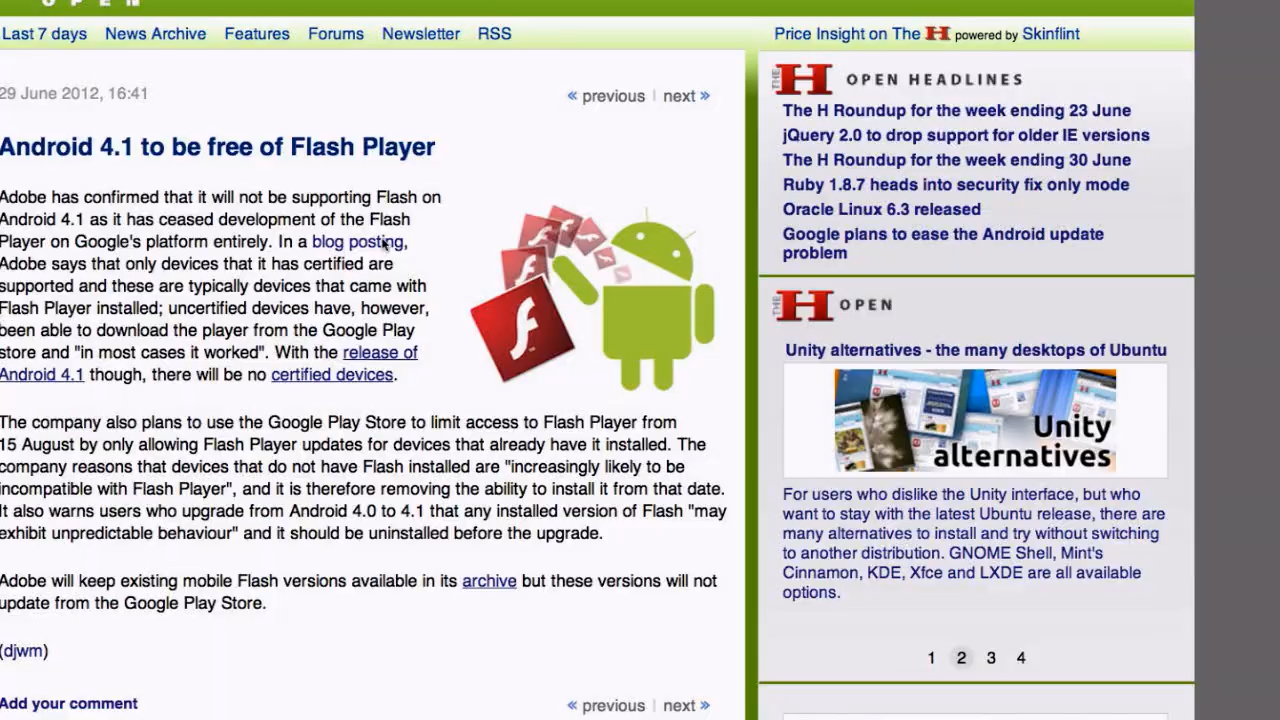 OPEN
Last 7 days News Archive Features Forums Newsletter RSS
Price Insight on The H powered by Skinflint
29 June 2012, 16:41
« previous | next »
Android 4.1 to be free of Flash Player
Adobe has confirmed that it will not be supporting Flash on
Android 4.1 as it has ceased development of the Flash
Player on Google's platform entirely. In a blog posting,
Adobe says that only devices that it has certified are
supported and these are typically devices that came with
Flash Player installed; uncertified devices have, however,
been able to download the player from the Google Play
store and "in most cases it worked". With the release of
Android 4.1 though, there will be no certified devices.
The company also plans to use the Google Play Store to limit access to Flash Player from
15 August by only allowing Flash Player updates for devices that already have it installed. The
company reasons that devices that do not have Flash installed are "increasingly likely to be
incompatible with Flash Player", and it is therefore removing the ability to install it from that date.
It also warns users who upgrade from Android 4.0 to 4.1 that any installed version of Flash "may
exhibit unpredictable behaviour" and it should be uninstalled before the upgrade.
Adobe will keep existing mobile Flash versions available in its archive but these versions will not
update from the Google Play Store.
(djwm)
Add your comment
« previous | next »
THE H OPEN HEADLINES
The H Roundup for the week ending 23 June
jQuery 2.0 to drop support for older IE versions
The H Roundup for the week ending 30 June
Ruby 1.8.7 heads into security fix only mode
Oracle Linux 6.3 released
Google plans to ease the Android update
problem
THE H OPEN
Unity alternatives - the many desktops of Ubuntu
Unity
alternatives
For users who dislike the Unity interface, but who
want to stay with the latest Ubuntu release, there are
many alternatives to install and try without switching
to another distribution. GNOME Shell, Mint's
Cinnamon, KDE, Xfce and LXDE are all available
options.
1 2 3 4